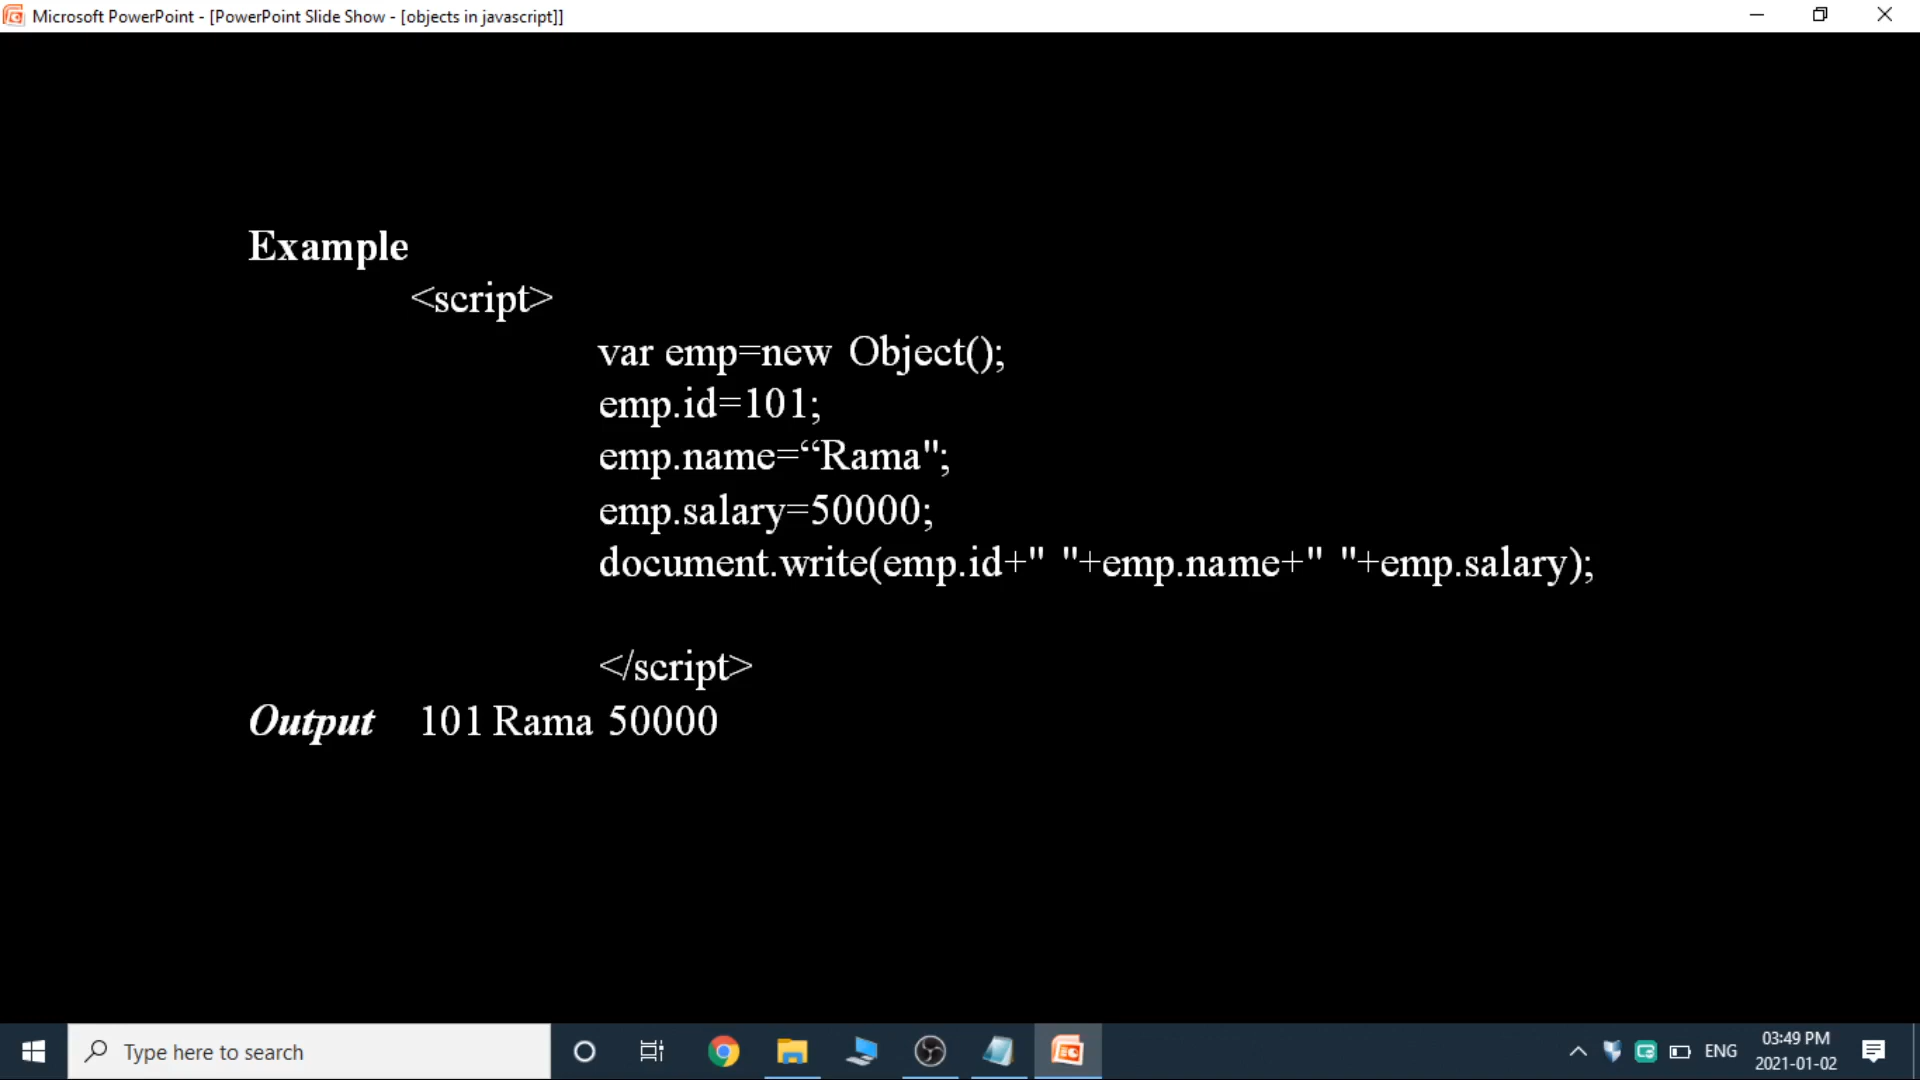 Microsoft PowerPoint - [PowerPoint Slide Show - [objects in javascript]]
Example
<script>
var emp=new Object();
emp.id=101;
emp.name=“Rama";
emp.salary=50000;
document.write(emp.id+" "+emp.name+" "+emp.salary);
</script>
Output 101 Rama 50000
Type here to search
ENG
03:49 PM
2021-01-02